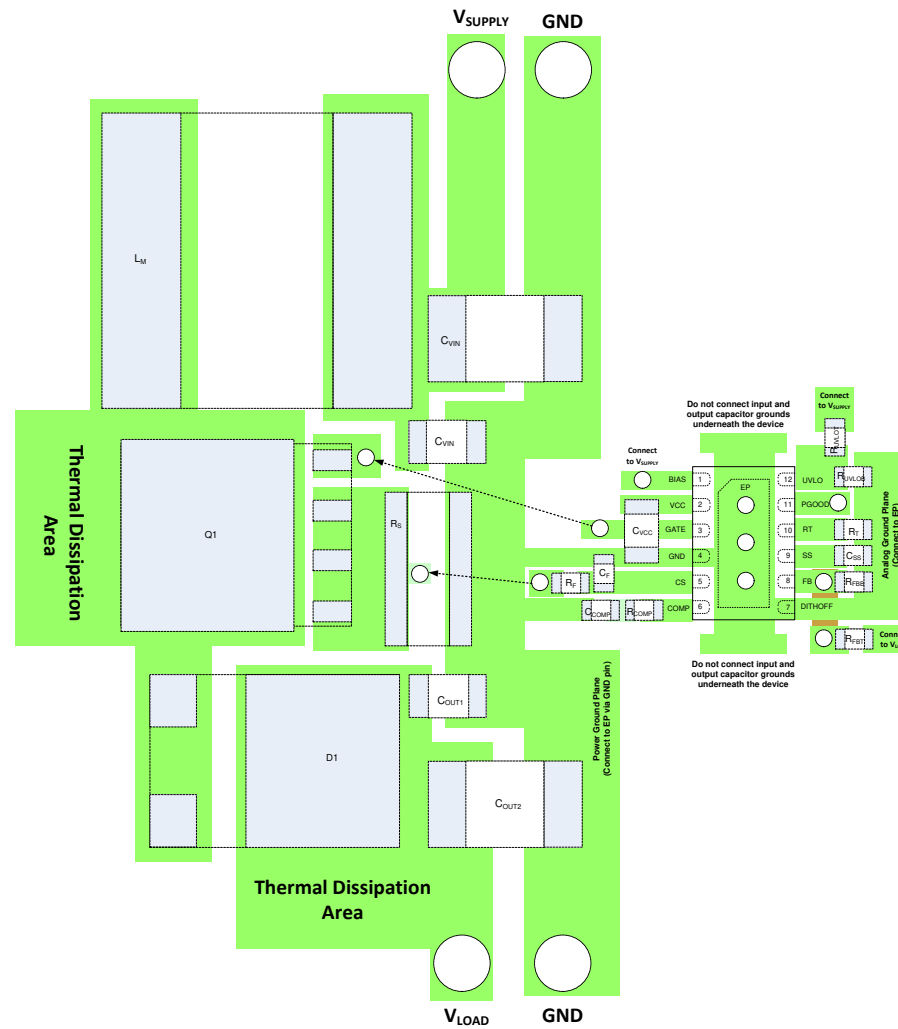 VSUPPLY
GND
LM
CVIN
CVIN
Thermal Dissipation
Area
Q1
RS
Connect
to VSUPPLY
Do not connect input and
output capacitor grounds
underneath the device
Connect
to VSUPPLY
RUVLOT
BIAS
1
EP
12
UVLO
RUVLOB
VCC
2
11
PGOOD
CVCC
GATE
3
10
RT
RT
GND
4
9
SS
CSS
CF
RF
CS
5
8
FB
RFBB
CCOMP
RCOMP
COMP
6
7
DITHOFF
Analog Ground Plane
(Connect to EP)
RFBT
Do not connect input and
output capacitor grounds
underneath the device
COUT1
D1
COUT2
Power Ground Plane
(Connect to EP via GND pin)
Thermal Dissipation
Area
VLOAD
GND